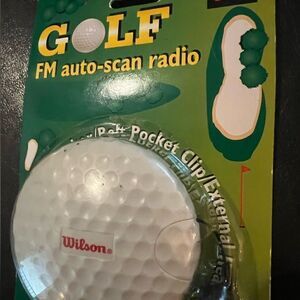 GOLF
FM auto-scan radio
Pocket Clip/External
Wilson®